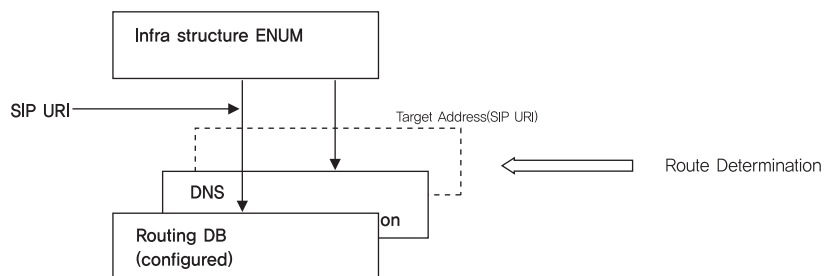 Infra structure ENUM
SIP URI
Target Address(SIP URI)
Route Determination
DNS
on
Routing DB
(configured)